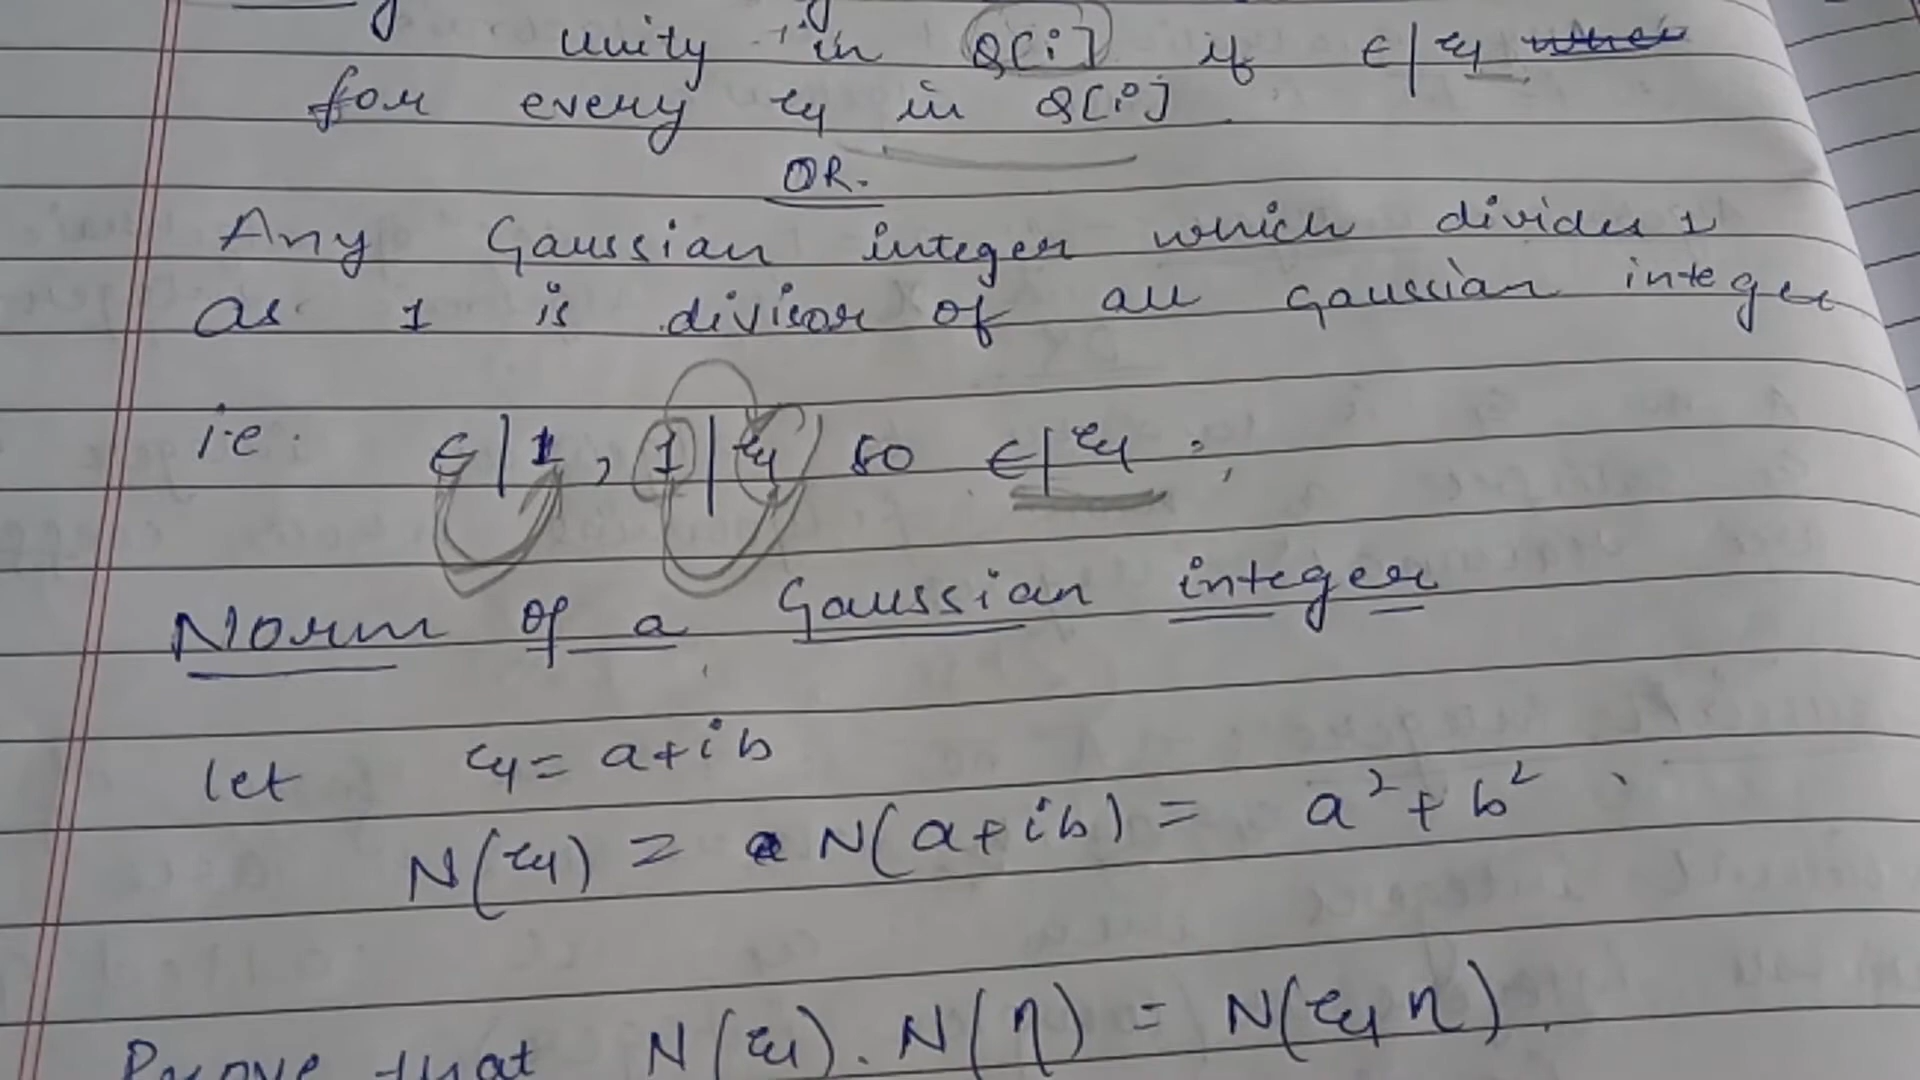 unity in Q[i] if ϵ|ξ
for every ξ in Q[i]
OR.
Any Gaussian integer which divides 1
as 1 is divisor of all Gaussian integer
i.e. ϵ|1, 1|ξ so ϵ|ξ.
Norm of a Gaussian integer
let ξ = a+ib
N(ξ) = N(a+ib) = a²+b²
Prove that N(ξ). N(η) = N(ξη)